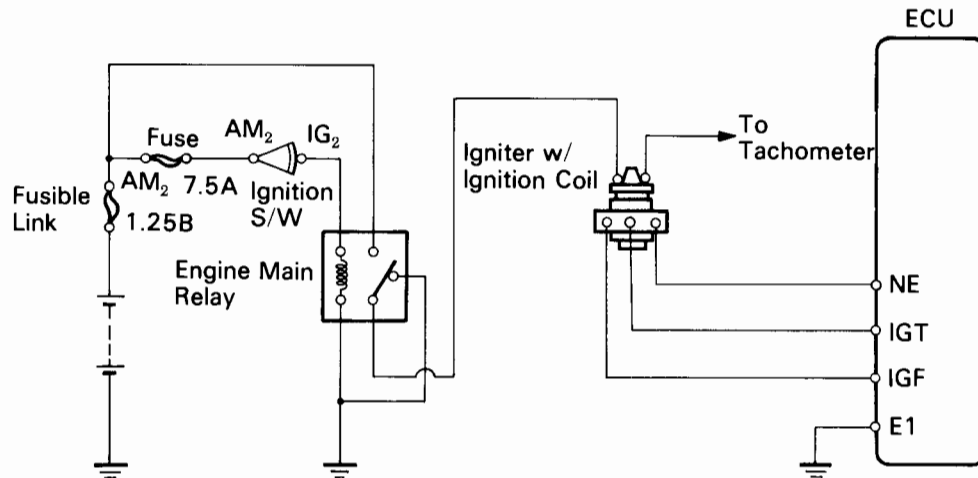 ECU
Fuse
AM₂
IG₂
AM₂
7.5A
Ignition
S/W
Fusible
Link
1.25B
Engine Main
Relay
Igniter w/
Ignition Coil
To
Tachometer
NE
IGT
IGF
E1